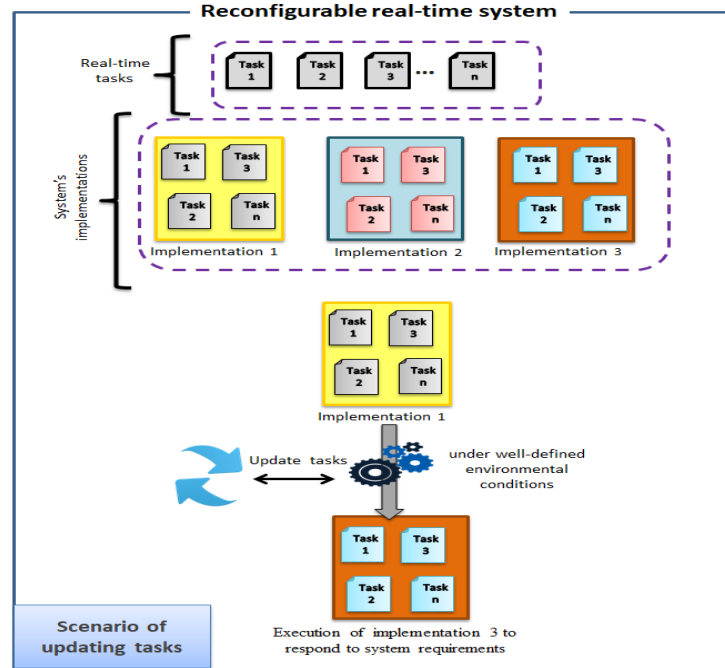 Reconfigurable real-time system
Real-time
tasks
Task
1
Task
2
Task
3
...
Task
n
System's
implementations
Task
1
Task
3
Task
2
Task
n
Implementation 1
Task
1
Task
3
Task
2
Task
n
Implementation 2
Task
1
Task
3
Task
2
Task
n
Implementation 3
Task
1
Task
3
Task
2
Task
n
Implementation 1
Update tasks
under well-defined
environmental
conditions
Task
1
Task
3
Task
2
Task
n
Execution of implementation 3 to
respond to system requirements
Scenario of
updating tasks